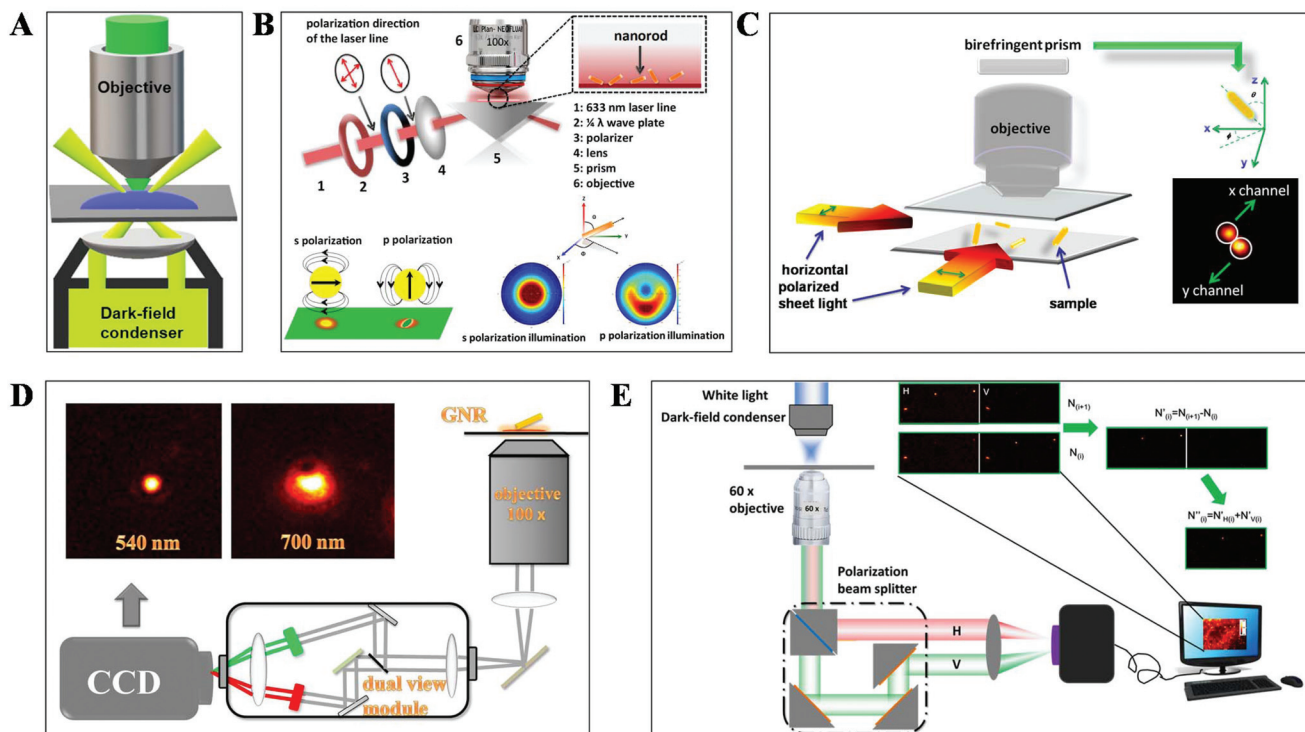 A
Objective
Dark-field
condenser
B
polarization direction
of the laser line
6
100x
nanorod
1: 633 nm laser line
2: ¼ λ wave plate
3: polarizer
4: lens
5: prism
6: objective
1
2
3
4
5
s polarization
p polarization
z
x
s polarization illumination
p polarization illumination
C
birefringent prism
objective
z
θ
x
ϕ
y
x channel
y channel
horizontal
polarized
sheet light
sample
D
540 nm
700 nm
GNR
objective
100 x
CCD
dual view
module
E
White light
Dark-field condenser
60 x
objective
60 x
H
V
N(i+1)
N(i)
N'(i)=N(i+1)-N(i)
N''(i)=N'H(i)+N'V(i)
Polarization
beam splitter
H
V